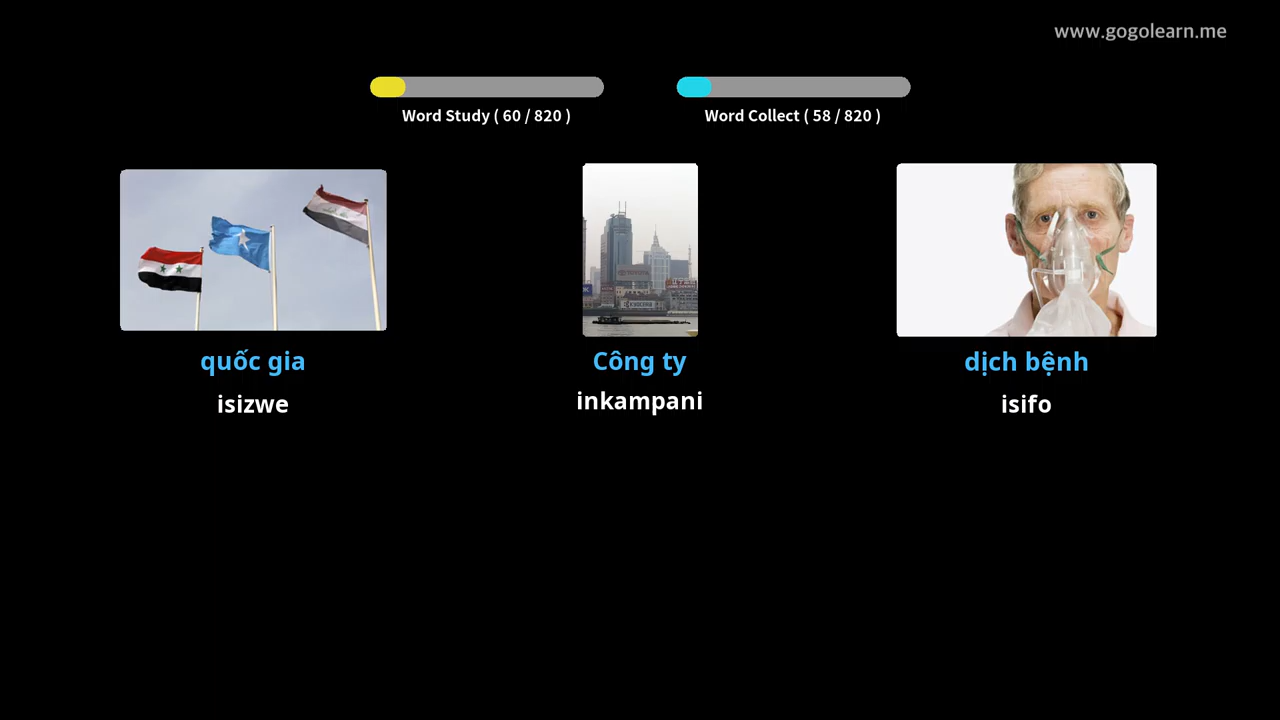 www.gogolearn.me
Word Study ( 60 / 820 )
Word Collect ( 58 / 820 )
quốc gia
isizwe
Công ty
inkampani
dịch bệnh
isifo